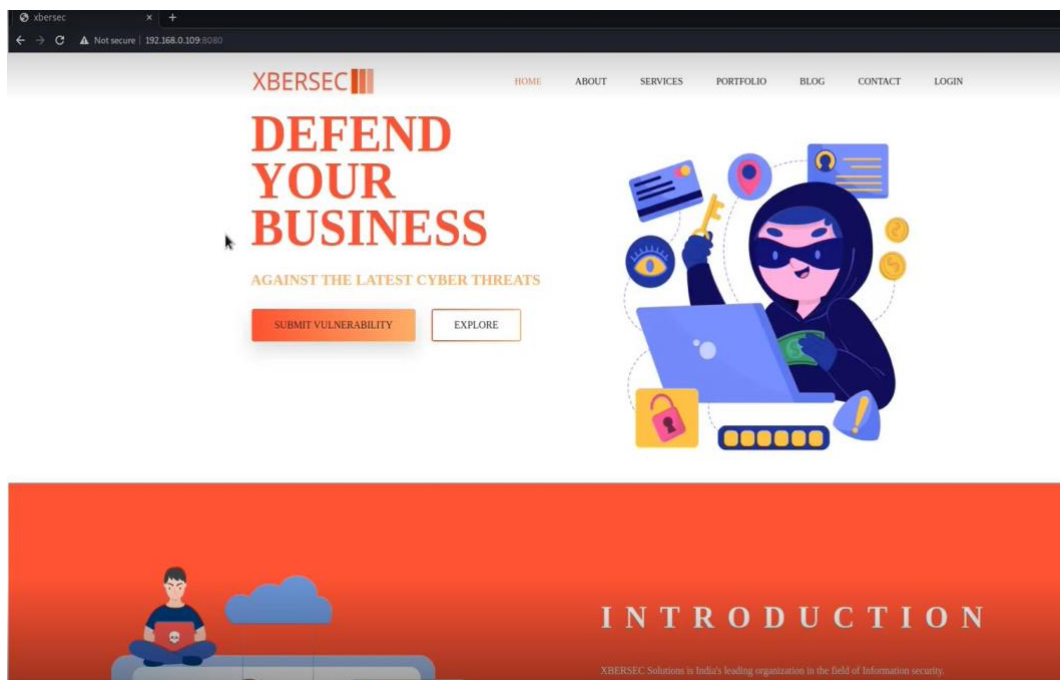 xbersec
Not secure 192.168.0.109:8080
XBERSEC
HOME ABOUT SERVICES PORTFOLIO BLOG CONTACT LOGIN
DEFEND
YOUR
BUSINESS
AGAINST THE LATEST CYBER THREATS
SUBMIT VULNERABILITY EXPLORE
INTRODUCTION
XBERSEC Solutions is India's leading organization in the field of Information security.